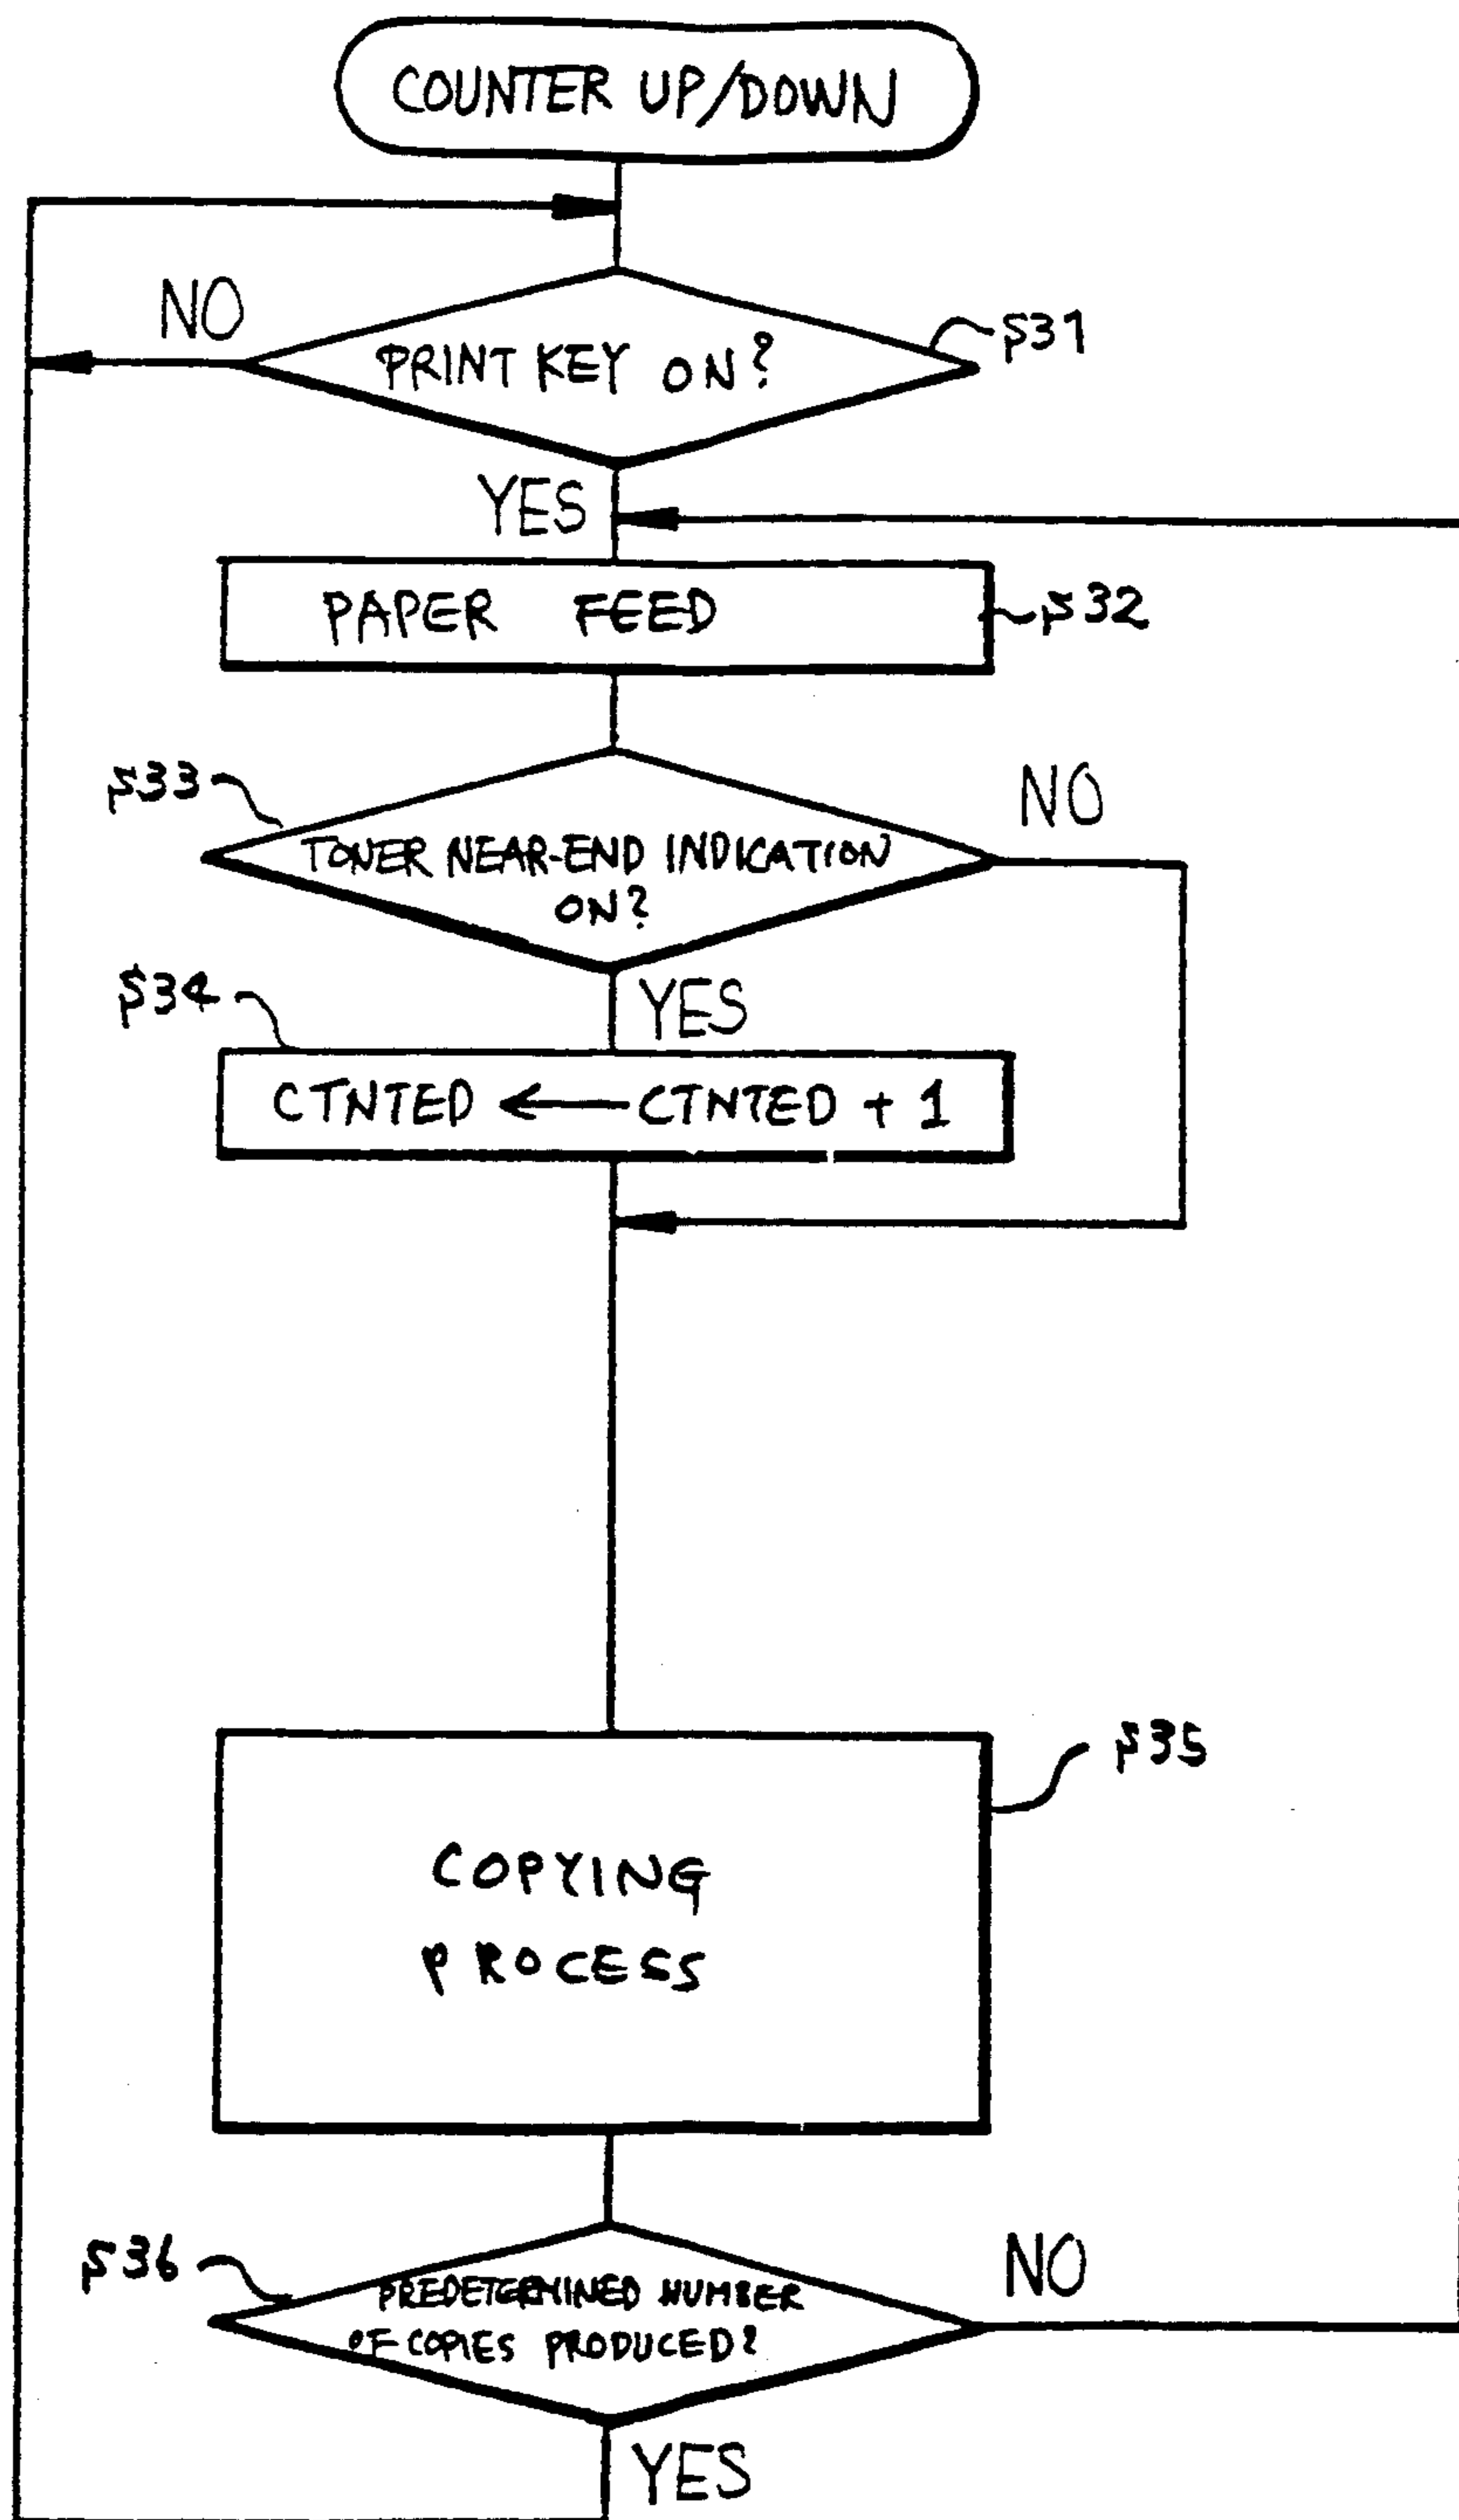 COUNTER UP/DOWN
NO
PRINT KEY ON?
S31
YES
PAPER FEED
S32
S33
TONER NEAR-END INDICATION
ON?
NO
S34
YES
CTNTED ← CTNTED + 1
S35
COPYING
PROCESS
S36
PREDETERMINED NUMBER
OF COPIES PRODUCED?
NO
YES